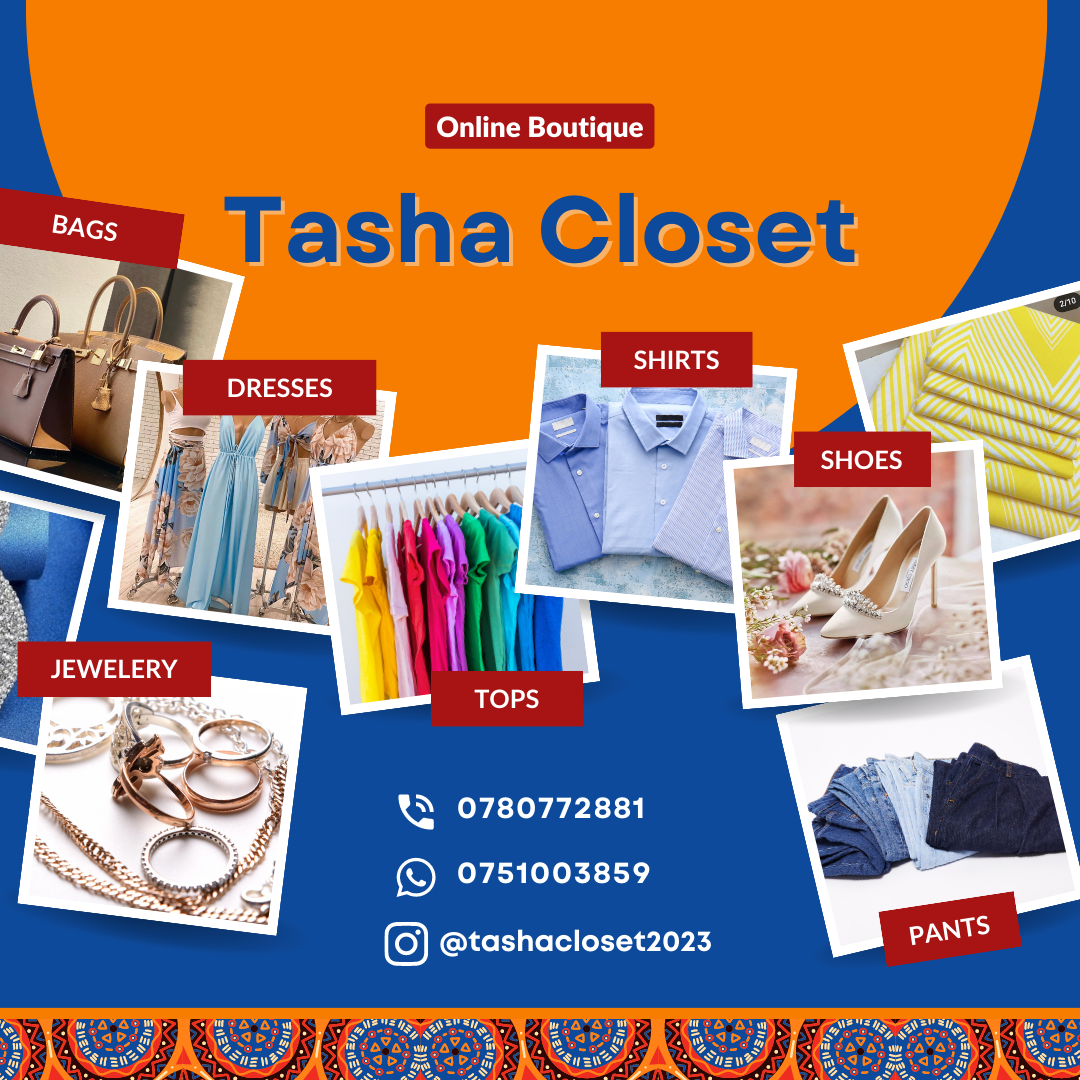 Online Boutique
Tasha Closet
BAGS
2/10
SHIRTS
DRESSES
SHOES
JEWELERY
TOPS
0780772881
0751003859
@tashacloset2023
PANTS